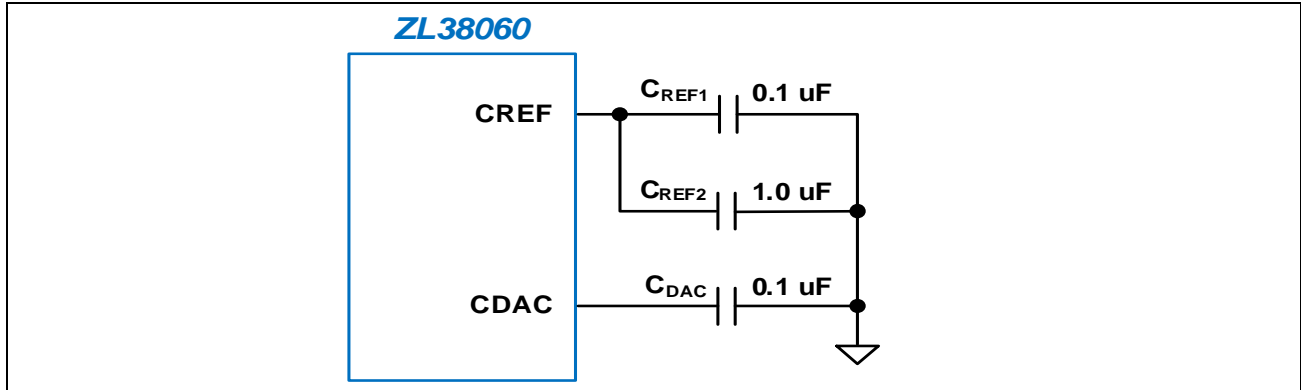 ZL38060
CREF
CREF1 0.1 uF
CREF2 1.0 uF
CDAC
CDAC 0.1 uF